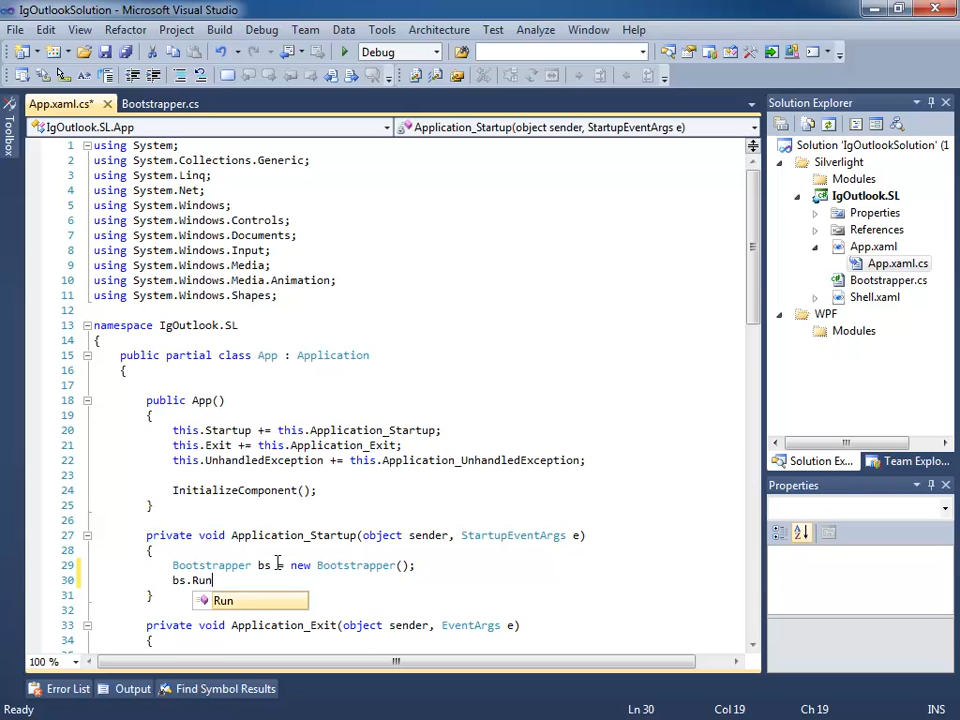 IgOutlookSolution - Microsoft Visual Studio
File Edit View Refactor Project Build Debug Team Data Tools Architecture Test Analyze Window Help
Debug
App.xaml.cs* Bootstrapper.cs
Toolbox
IgOutlook.SL.App Application_Startup(object sender, StartupEventArgs e)
1 using System;
2 using System.Collections.Generic;
3 using System.Linq;
4 using System.Net;
5 using System.Windows;
6 using System.Windows.Controls;
7 using System.Windows.Documents;
8 using System.Windows.Input;
9 using System.Windows.Media;
10 using System.Windows.Media.Animation;
11 using System.Windows.Shapes;
12
13 namespace IgOutlook.SL
14 {
15 public partial class App : Application
16 {
17
18 public App()
19 {
20 this.Startup += this.Application_Startup;
21 this.Exit += this.Application_Exit;
22 this.UnhandledException += this.Application_UnhandledException;
23
24 InitializeComponent();
25 }
26
27 private void Application_Startup(object sender, StartupEventArgs e)
28 {
29 Bootstrapper bs = new Bootstrapper();
30 bs.Run
31 }
Run
32
33 private void Application_Exit(object sender, EventArgs e)
34 {
100 %
Solution Explorer
Solution 'IgOutlookSolution' (1
Silverlight
Modules
IgOutlook.SL
Properties
References
App.xaml
App.xaml.cs
Bootstrapper.cs
Shell.xaml
WPF
Modules
Solution Ex... Team Explo...
Properties
Error List Output Find Symbol Results
Ready Ln 30 Col 19 Ch 19 INS